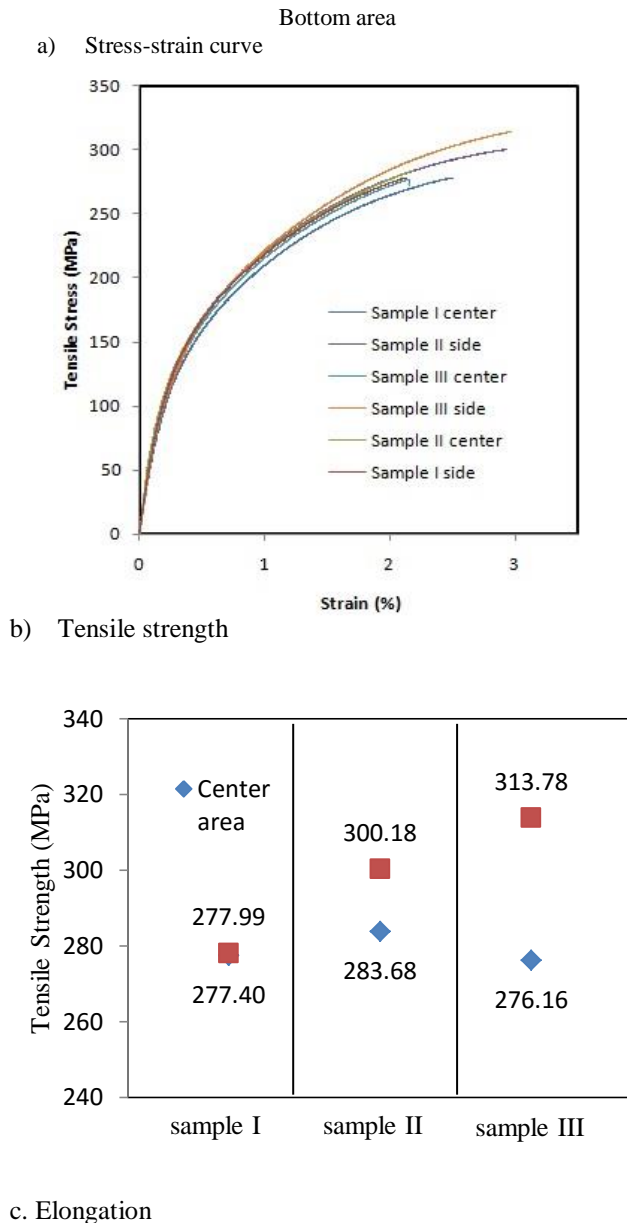 Bottom area
a) Stress-strain curve
350
300
250
200
150
100
50
0
Tensile Stress (MPa)
Sample I center
Sample II side
Sample III center
Sample III side
Sample II center
Sample I side
0 1 2 3
Strain (%)
b) Tensile strength
340
320
300
280
260
240
Tensile Strength (MPa)
Center
area
277.99
277.40
300.18
283.68
313.78
276.16
sample I sample II sample III
c. Elongation